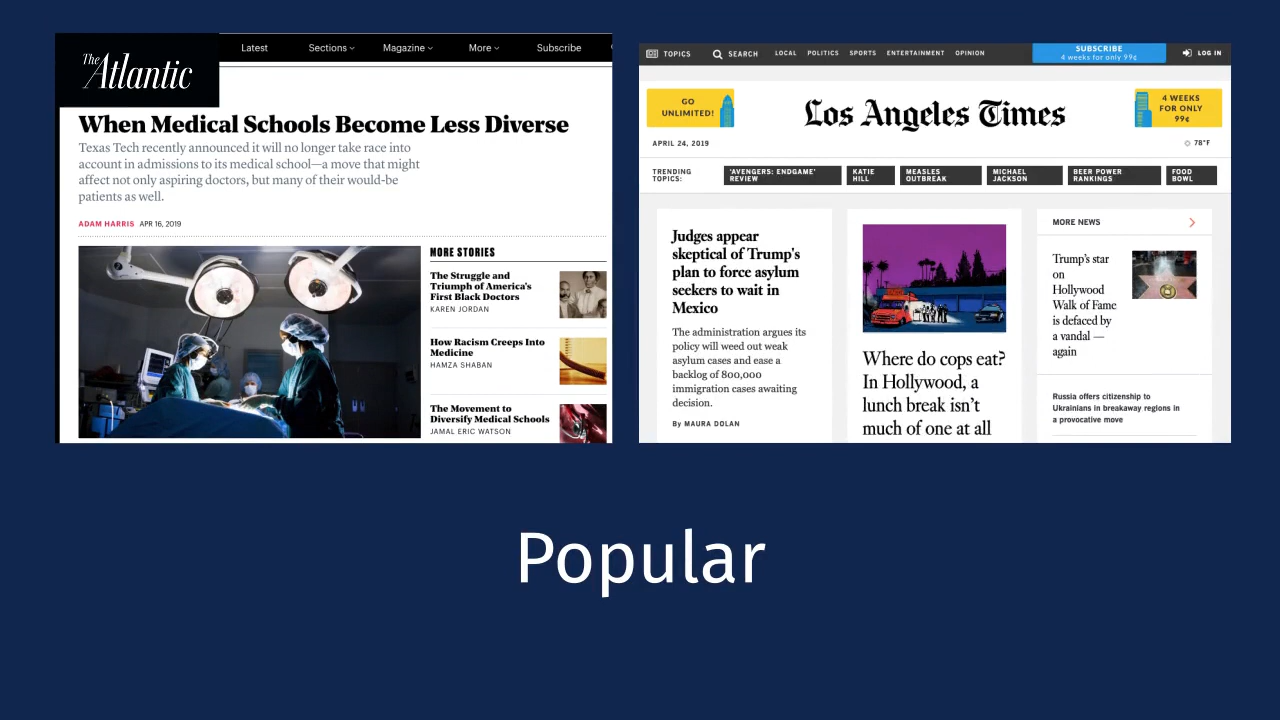 The Atlantic
Latest Sections Magazine More Subscribe
When Medical Schools Become Less Diverse
Texas Tech recently announced it will no longer take race into
account in admissions to its medical school—a move that might
affect not only aspiring doctors, but many of their would-be
patients as well.
ADAM HARRIS APR 16, 2019
MORE STORIES
The Struggle and
Triumph of America's
First Black Doctors
KAREN JORDAN
How Racism Creeps Into
Medicine
HAMZA SHABAN
The Movement to
Diversify Medical Schools
JAMAL ERIC WATSON
TOPICS SEARCH LOCAL POLITICS SPORTS ENTERTAINMENT OPINION
SUBSCRIBE
4 weeks for only 99¢
LOG IN
GO
UNLIMITED!
Los Angeles Times
4 WEEKS
FOR ONLY
99¢
APRIL 24, 2019
78°F
TRENDING
TOPICS:
'AVENGERS: ENDGAME'
REVIEW
KATIE
HILL
MEASLES
OUTBREAK
MICHAEL
JACKSON
BEER POWER
RANKINGS
FOOD
BOWL
Judges appear
skeptical of Trump's
plan to force asylum
seekers to wait in
Mexico
The administration argues its
policy will weed out weak
asylum cases and ease a
backlog of 800,000
immigration cases awaiting
decision.
By MAURA DOLAN
Where do cops eat?
In Hollywood, a
lunch break isn't
much of one at all
MORE NEWS
Trump's star
on
Hollywood
Walk of Fame
is defaced by
a vandal —
again
Russia offers citizenship to
Ukrainians in breakaway regions in
a provocative move
Popular